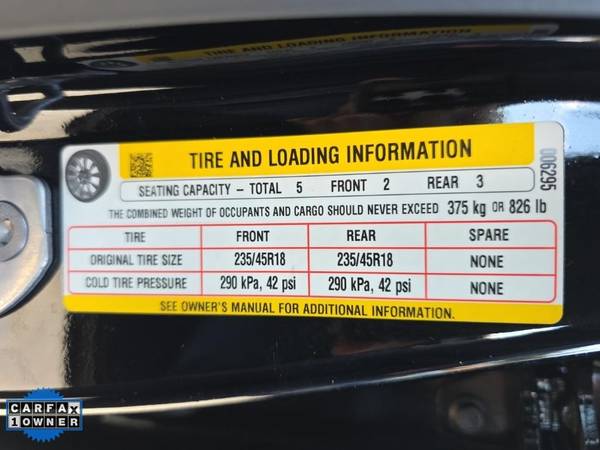 TIRE AND LOADING INFORMATION
SEATING CAPACITY – TOTAL 5 FRONT 2 REAR 3
THE COMBINED WEIGHT OF OCCUPANTS AND CARGO SHOULD NEVER EXCEED 375 kg OR 826 lb
TIRE FRONT REAR SPARE
ORIGINAL TIRE SIZE 235/45R18 235/45R18 NONE
COLD TIRE PRESSURE 290 kPa, 42 psi 290 kPa, 42 psi NONE
SEE OWNER'S MANUAL FOR ADDITIONAL INFORMATION.
006295
CARFAX
1 OWNER